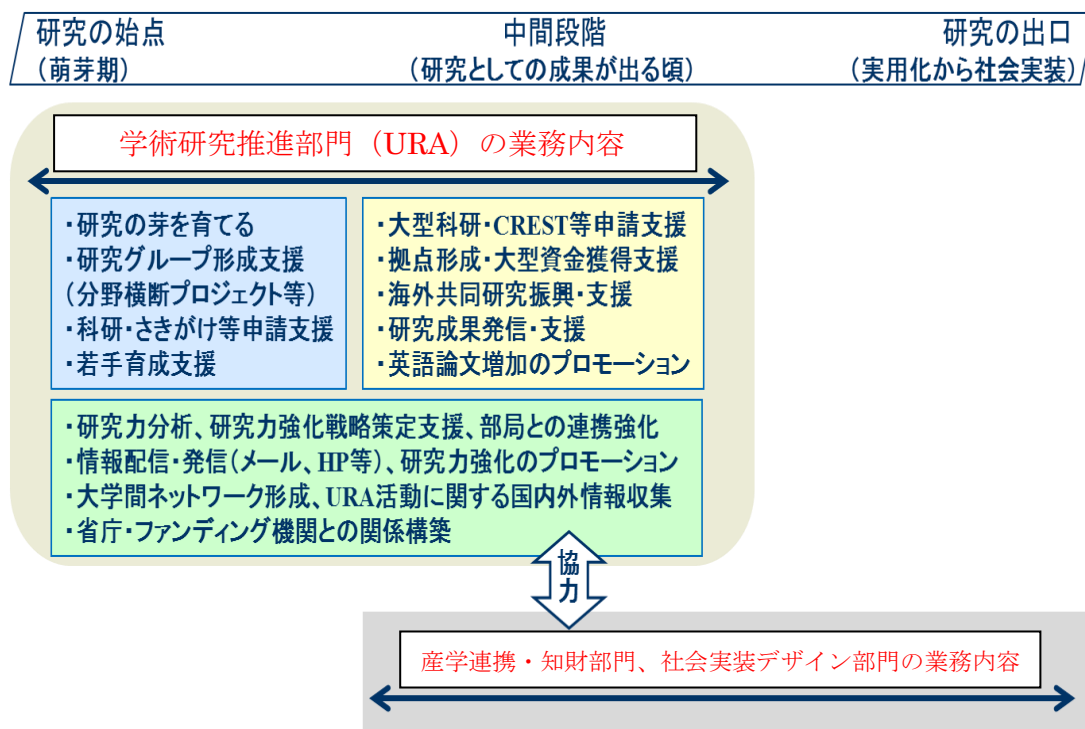 研究の始点
(萌芽期)
中間段階
(研究としての成果が出る頃)
研究の出口
(実用化から社会実装)
学術研究推進部門（URA）の業務内容
・研究の芽を育てる
・研究グループ形成支援
(分野横断プロジェクト等)
・科研・さきがけ等申請支援
・若手育成支援
・大型科研・CREST等申請支援
・拠点形成・大型資金獲得支援
・海外共同研究振興・支援
・研究成果発信・支援
・英語論文増加のプロモーション
・研究力分析、研究力強化戦略策定支援、部局との連携強化
・情報配信・発信(メール、HP等)、研究力強化のプロモーション
・大学間ネットワーク形成、URA活動に関する国内外情報収集
・省庁・ファンディング機関との関係構築
協力
産学連携・知財部門、社会実装デザイン部門の業務内容